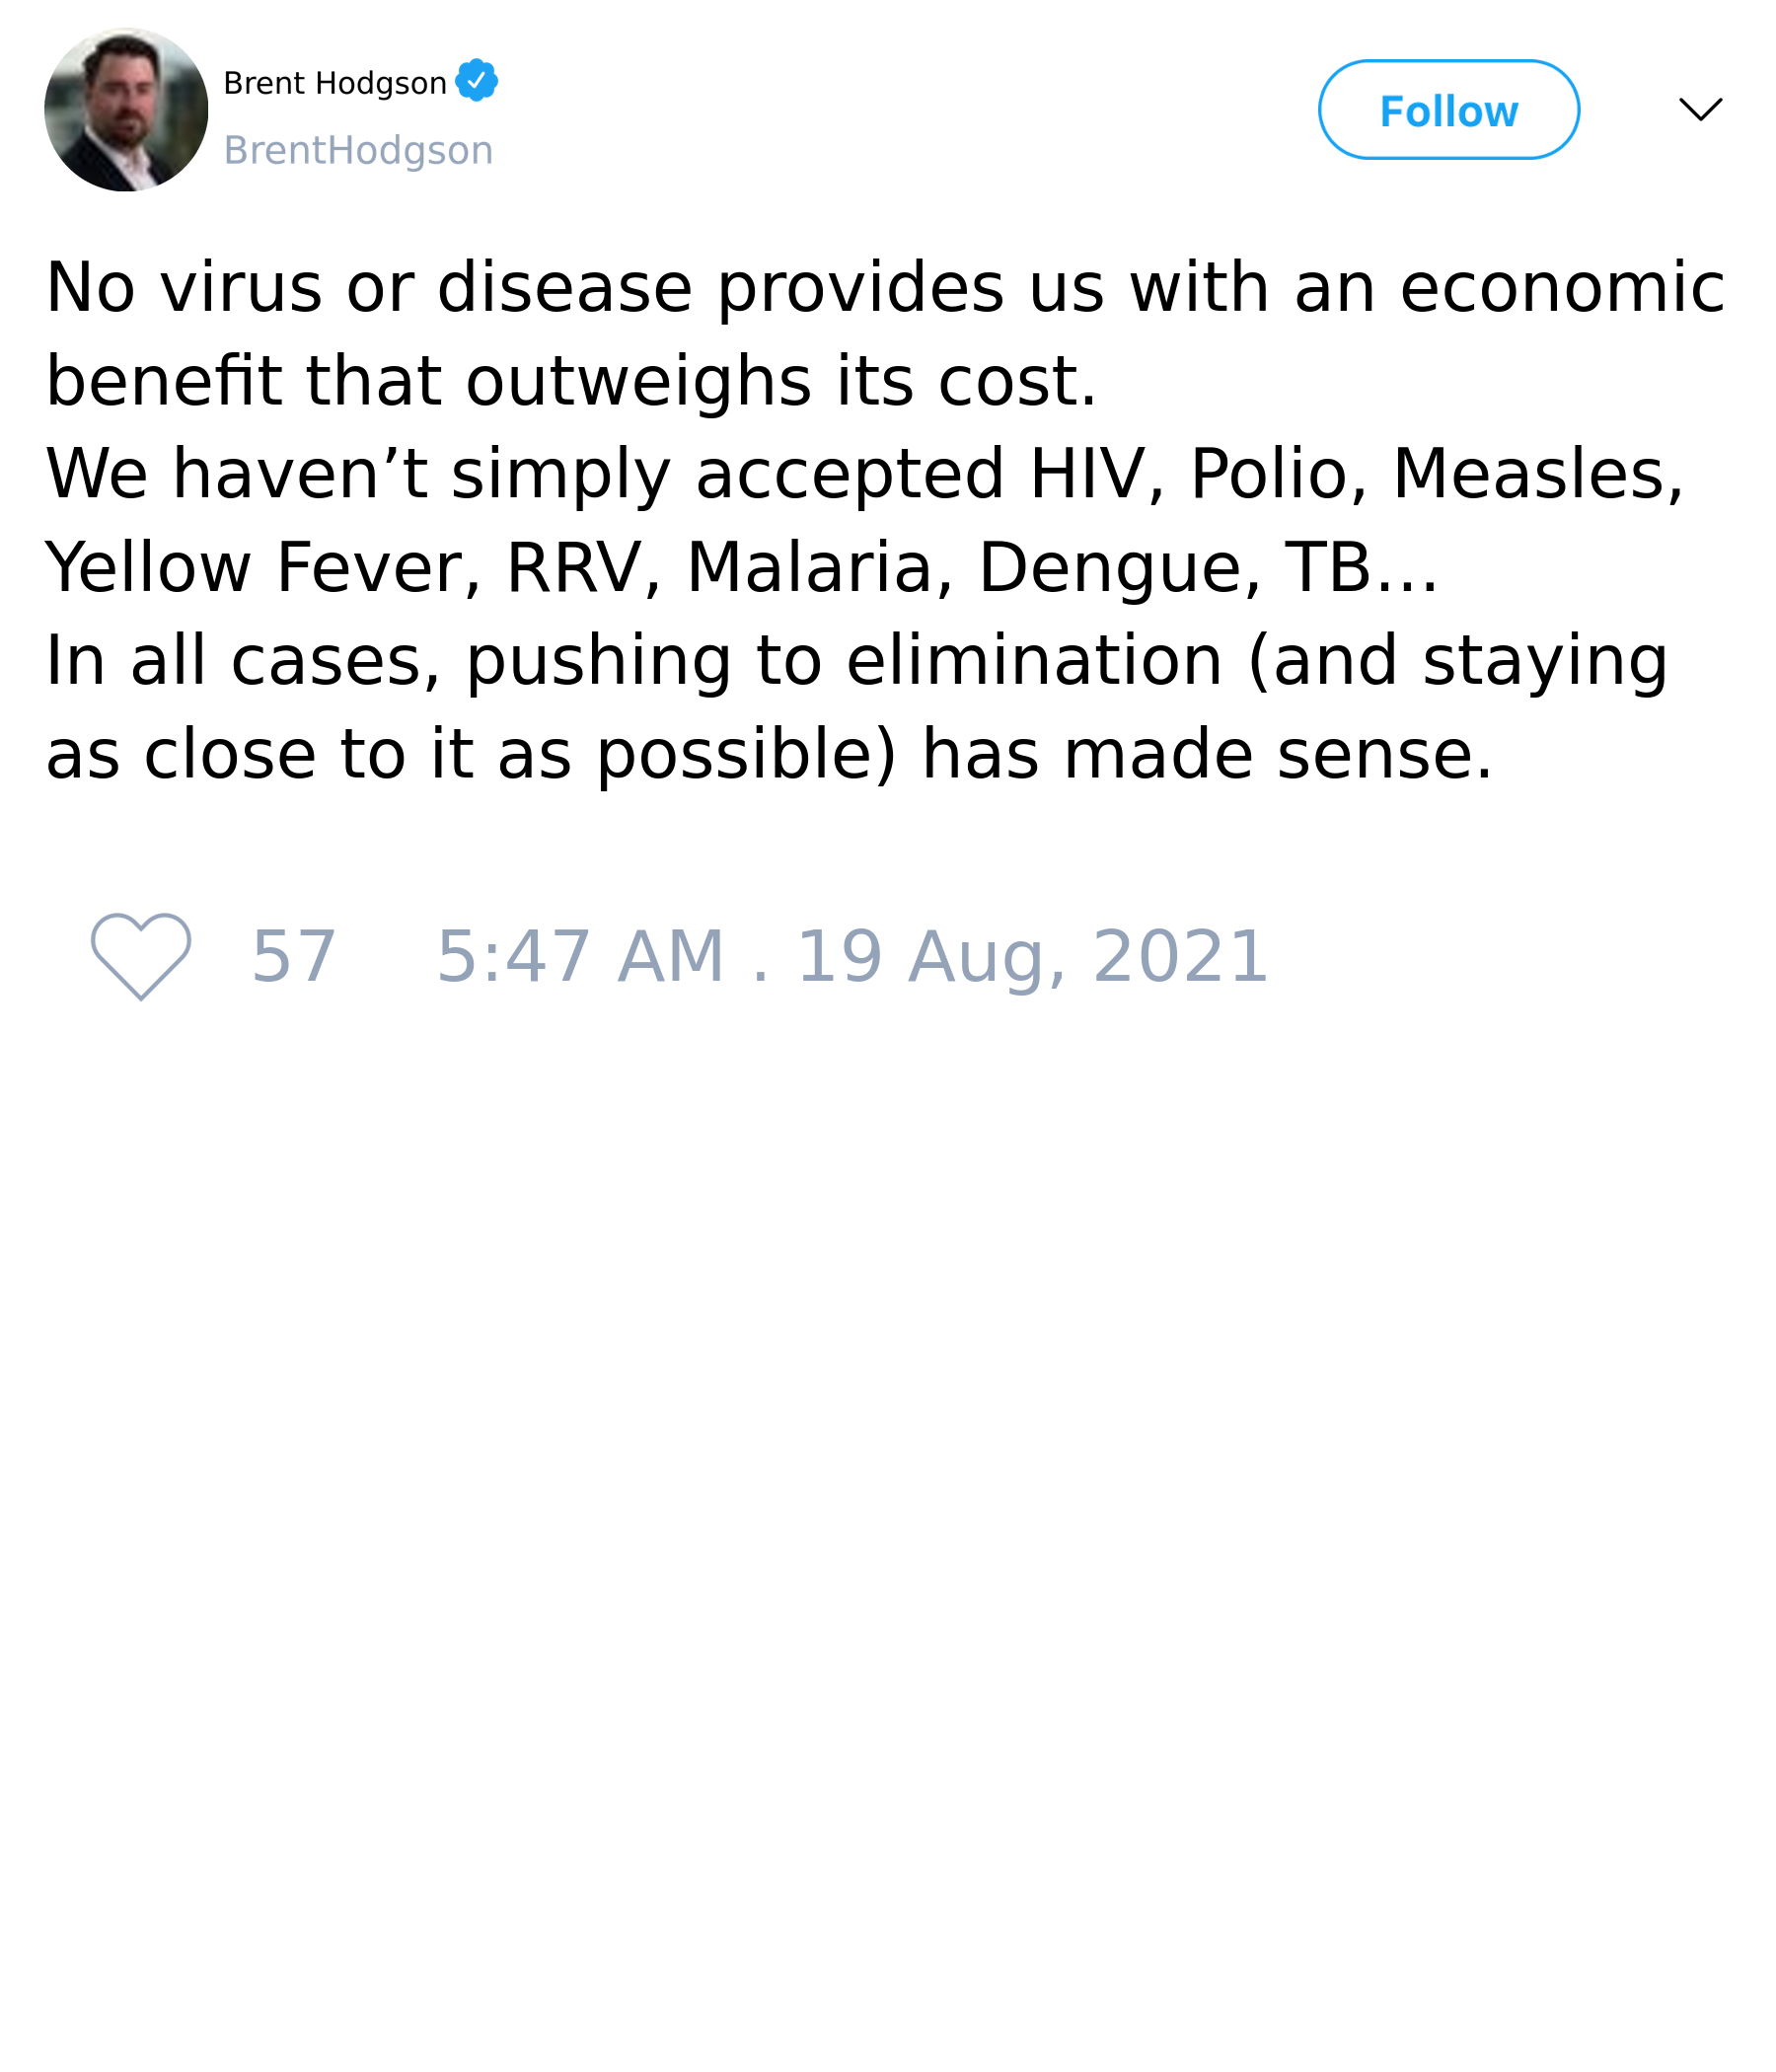 Brent Hodgson
BrentHodgson
Follow
No virus or disease provides us with an economic
benefit that outweighs its cost.
We haven’t simply accepted HIV, Polio, Measles,
Yellow Fever, RRV, Malaria, Dengue, TB...
In all cases, pushing to elimination (and staying
as close to it as possible) has made sense.
57 5:47 AM . 19 Aug, 2021